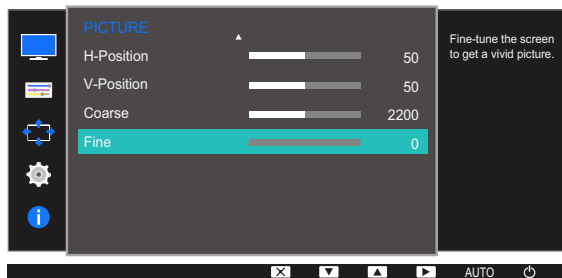 PICTURE
H-Position 50
V-Position 50
Coarse 2200
Fine 0
Fine-tune the screen
to get a vivid picture.
AUTO